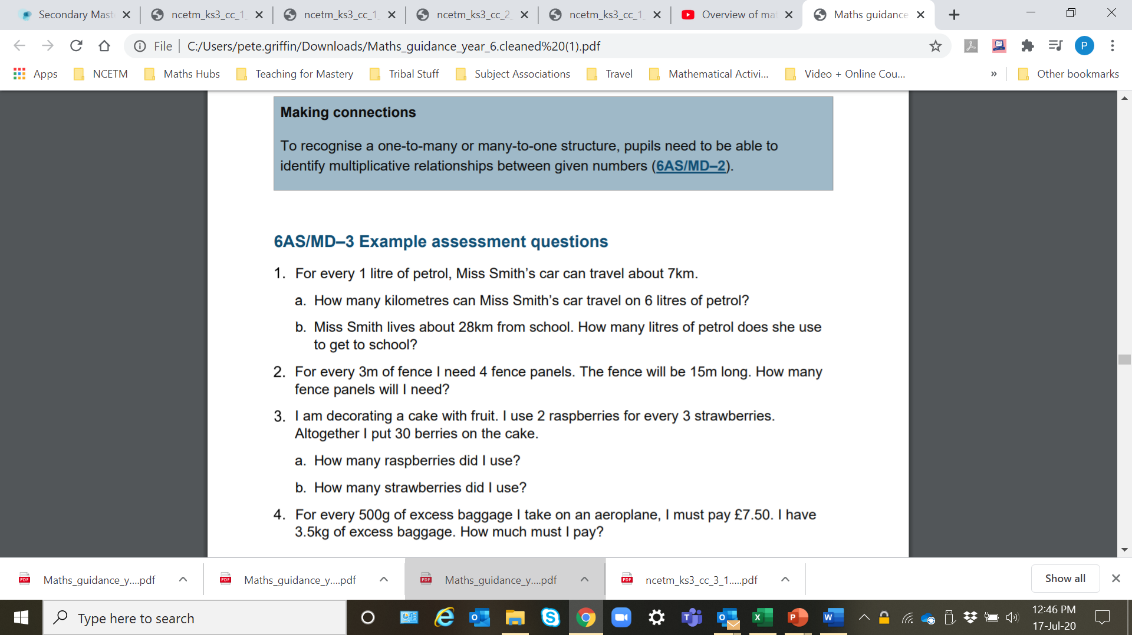 Secondary Mast
ncetm_ks3_cc_1_
ncetm_ks3_cc_1_
ncetm_ks3_cc_2_
ncetm_ks3_cc_1_
Overview of ma
Maths guidance
File | C:/Users/pete.griffin/Downloads/Maths_guidance_year_6.cleaned%20(1).pdf
P
Apps NCETM Maths Hubs Teaching for Mastery Tribal Stuff Subject Associations Travel Mathematical Activi... Video + Online Cou... » Other bookmarks
Making connections
To recognise a one-to-many or many-to-one structure, pupils need to be able to
identify multiplicative relationships between given numbers (6AS/MD–2).
6AS/MD–3 Example assessment questions
1. For every 1 litre of petrol, Miss Smith's car can travel about 7km.
a. How many kilometres can Miss Smith's car travel on 6 litres of petrol?
b. Miss Smith lives about 28km from school. How many litres of petrol does she use
to get to school?
2. For every 3m of fence I need 4 fence panels. The fence will be 15m long. How many
fence panels will I need?
3. I am decorating a cake with fruit. I use 2 raspberries for every 3 strawberries.
Altogether I put 30 berries on the cake.
a. How many raspberries did I use?
b. How many strawberries did I use?
4. For every 500g of excess baggage I take on an aeroplane, I must pay £7.50. I have
3.5kg of excess baggage. How much must I pay?
Maths_guidance_y....pdf
Maths_guidance_y....pdf
Maths_guidance_y....pdf
ncetm_ks3_cc_3_1.....pdf
Show all
Type here to search
12:46 PM
17-Jul-20